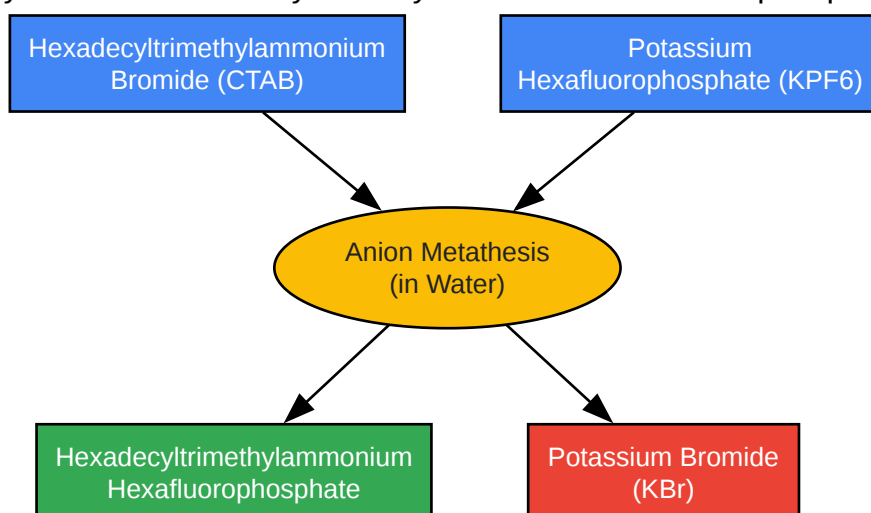 Hexadecyltrimethylammonium
Bromide (CTAB)
Potassium
Hexafluorophosphate (KPF6)
Anion Metathesis
(in Water)
Hexadecyltrimethylammonium
Hexafluorophosphate
Potassium Bromide
(KBr)